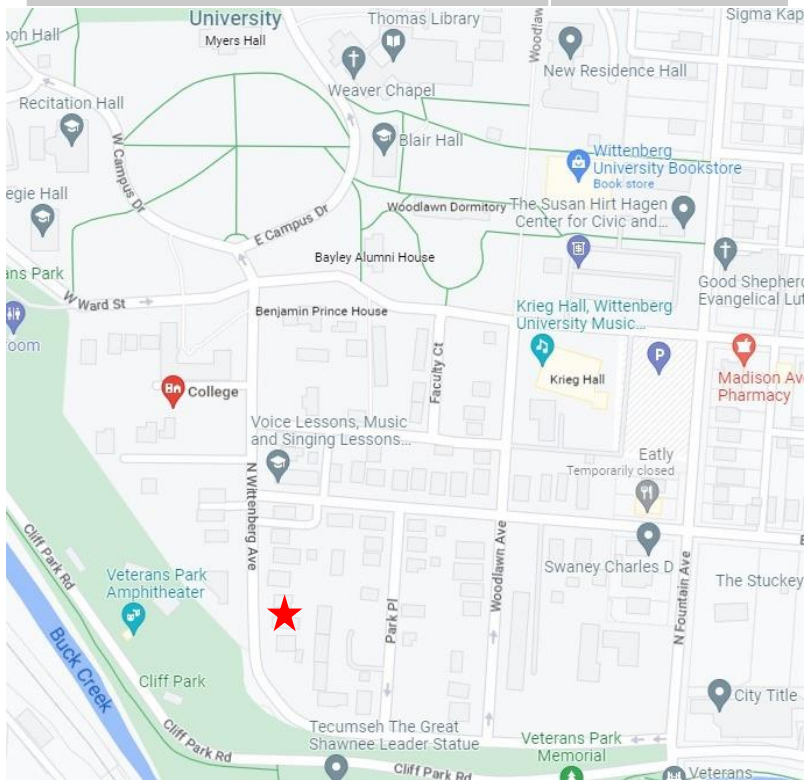 University
Myers Hall
Thomas Library
Woodlawn
Sigma Kap
och Hall
Weaver Chapel
New Residence Hall
Recitation Hall
W Campus Dr
Blair Hall
Wittenberg
University Bookstore
Book store
egie Hall
Woodlawn Dormitory
The Susan Hirt Hagen
Center for Civic and...
E Campus Dr
Bayley Alumni House
ans Park
Good Shepherd
Evangelical Lut
W Ward St
Benjamin Prince House
Krieg Hall, Wittenberg
University Music...
room
Faculty Ct
P
Krieg Hall
Madison Av
Pharmacy
College
Voice Lessons, Music
and Singing Lessons...
Eatly
Temporarily closed
N Wittenberg Ave
Cliff Park Rd
Woodlawn Ave
Swaney Charles D
Veterans Park
Amphitheater
The Stuckey
Park Pl
N Fountain Ave
Buck Creek
Cliff Park
City Title
Tecumseh The Great
Shawnee Leader Statue
Veterans Park
Memorial
Cliff Park Rd
Cliff Park Rd
Veterans